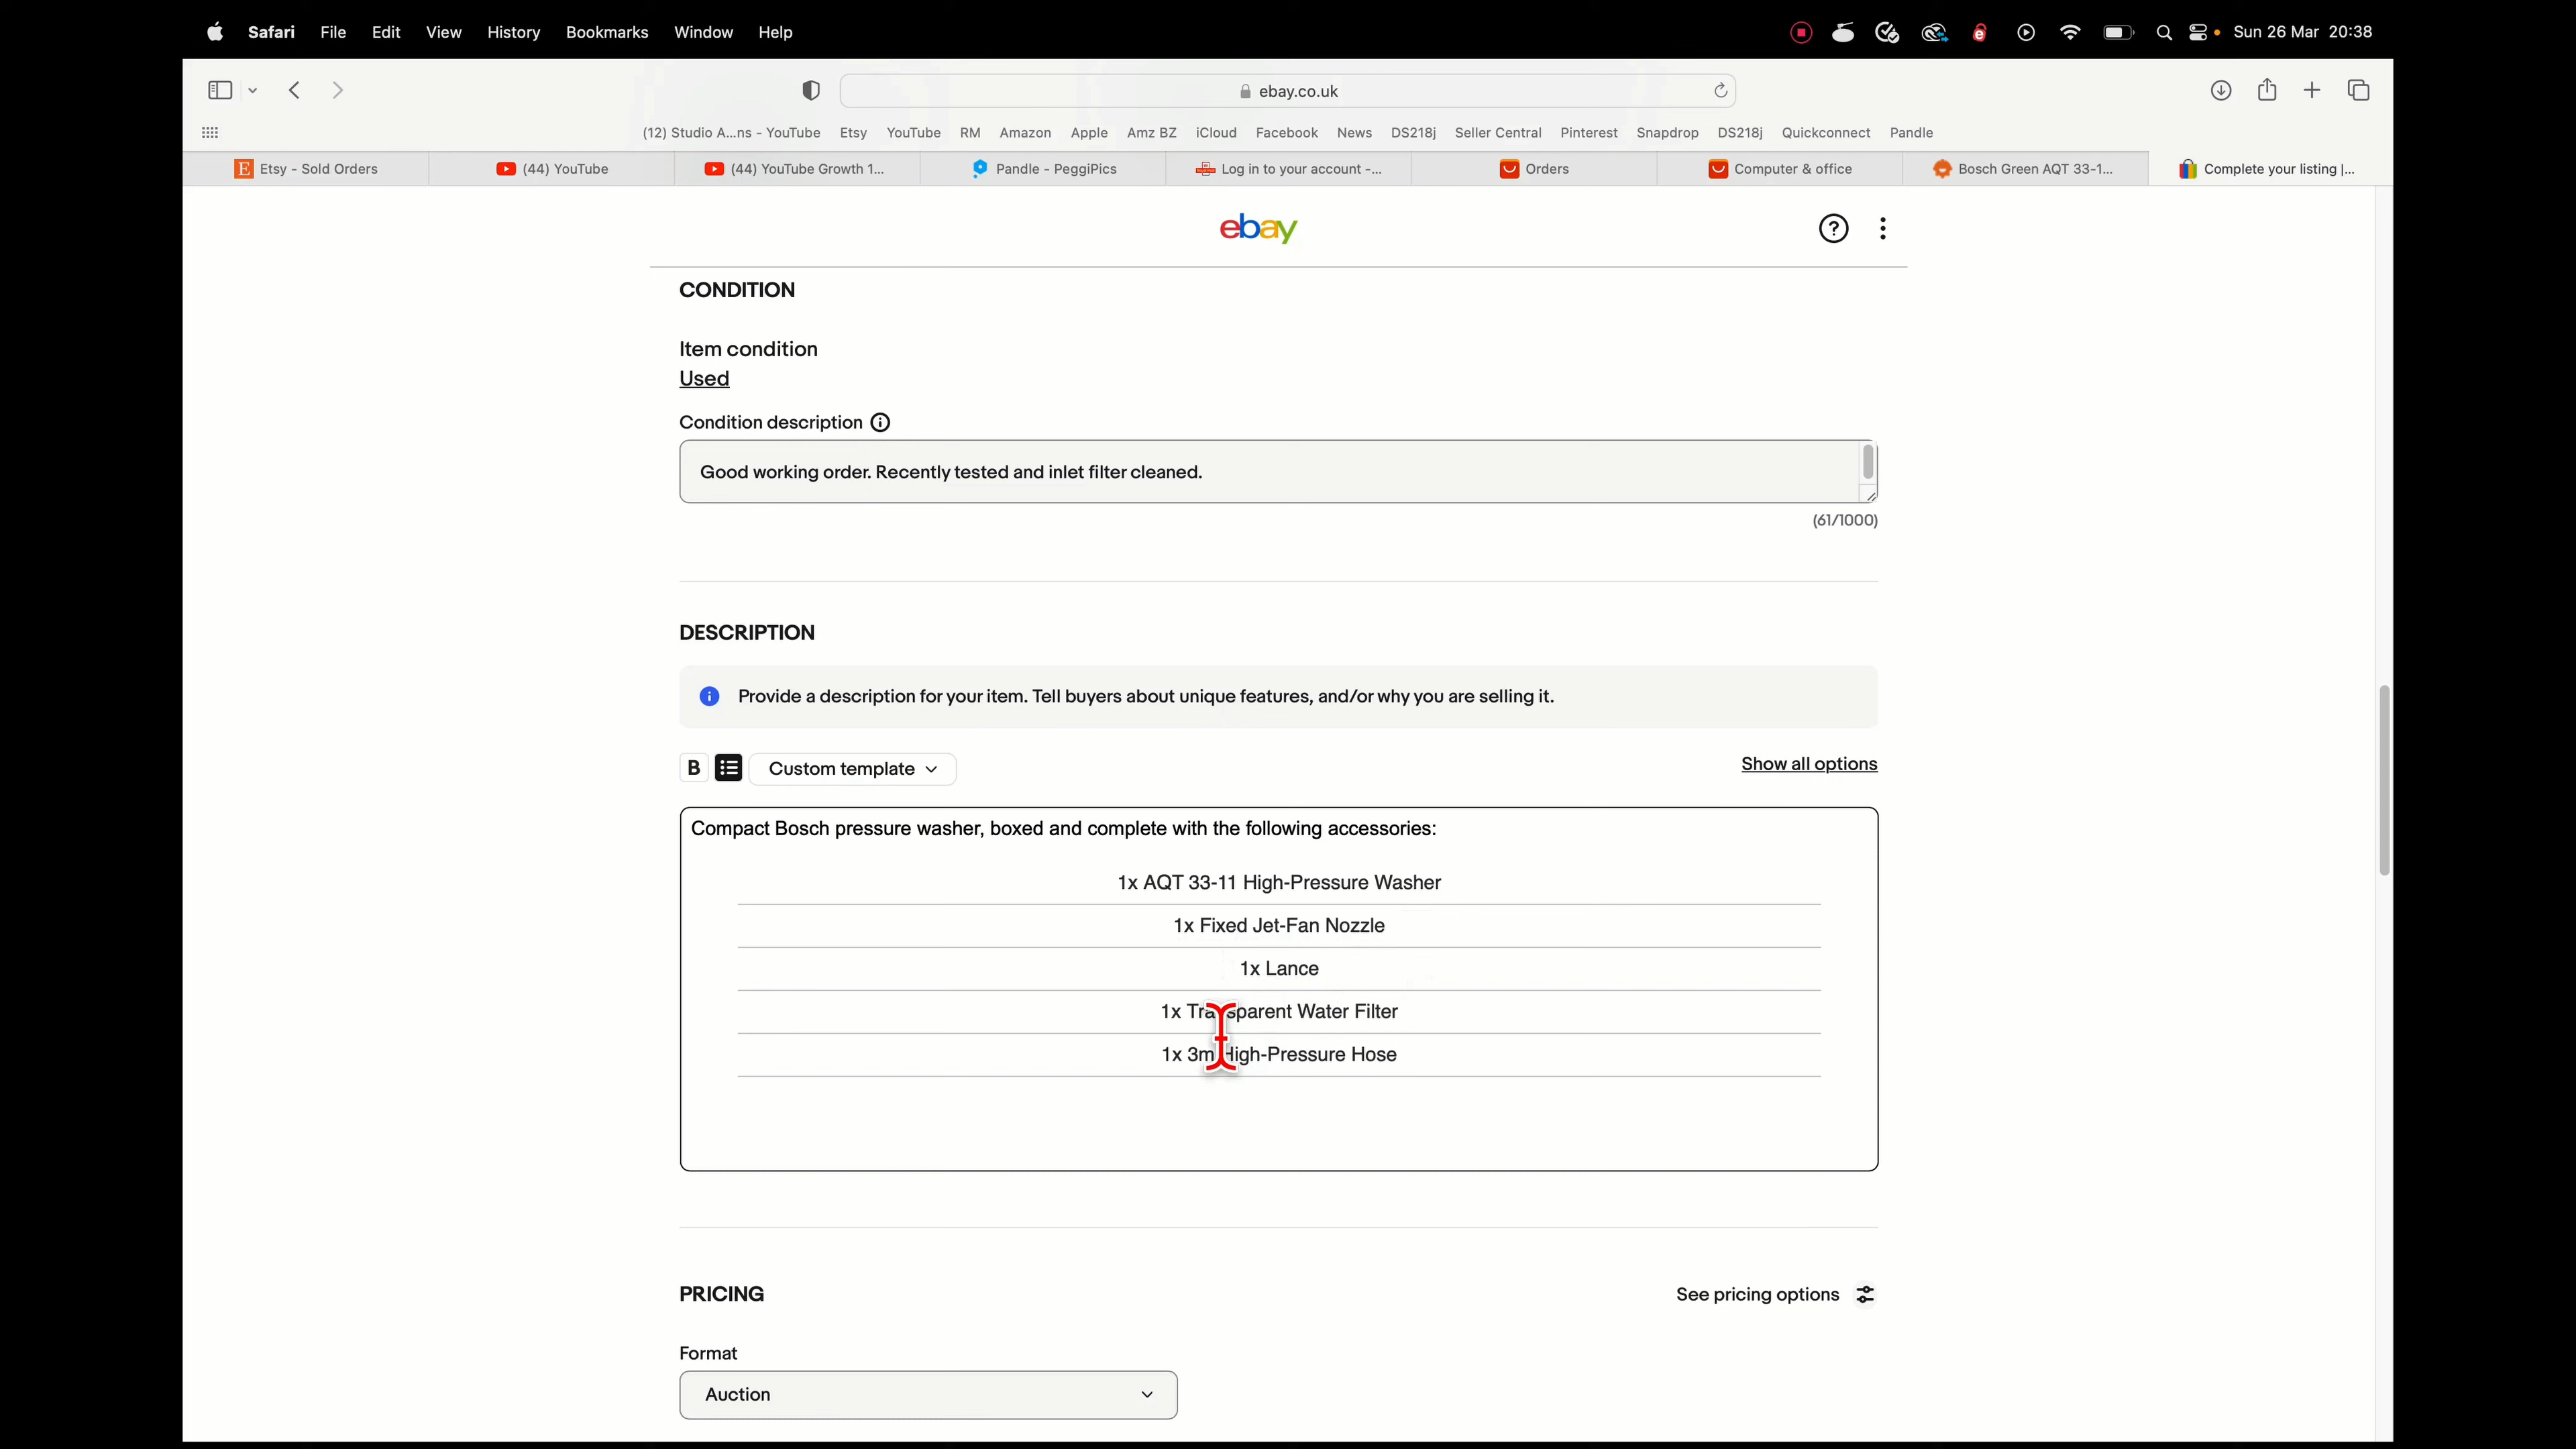 Safari File Edit View History Bookmarks Window Help Sun 26 Mar 20:38
ebay.co.uk
(12) Studio A...ns - YouTube Etsy YouTube RM Amazon Apple Amz BZ iCloud Facebook News DS218j Seller Central Pinterest Snapdrop DS218j Quickconnect Pandle
Etsy - Sold Orders (44) YouTube (44) YouTube Growth 1... Pandle - PeggiPics Log in to your account -... Orders Computer & office Bosch Green AQT 33-1... Complete your listing |...
ebay
CONDITION
Item condition
Used
Condition description
Good working order. Recently tested and inlet filter cleaned.
(61/1000)
DESCRIPTION
Provide a description for your item. Tell buyers about unique features, and/or why you are selling it.
B Custom template Show all options
Compact Bosch pressure washer, boxed and complete with the following accessories:
1x AQT 33-11 High-Pressure Washer
1x Fixed Jet-Fan Nozzle
1x Lance
1x Transparent Water Filter
1x 3m High-Pressure Hose
PRICING See pricing options
Format
Auction